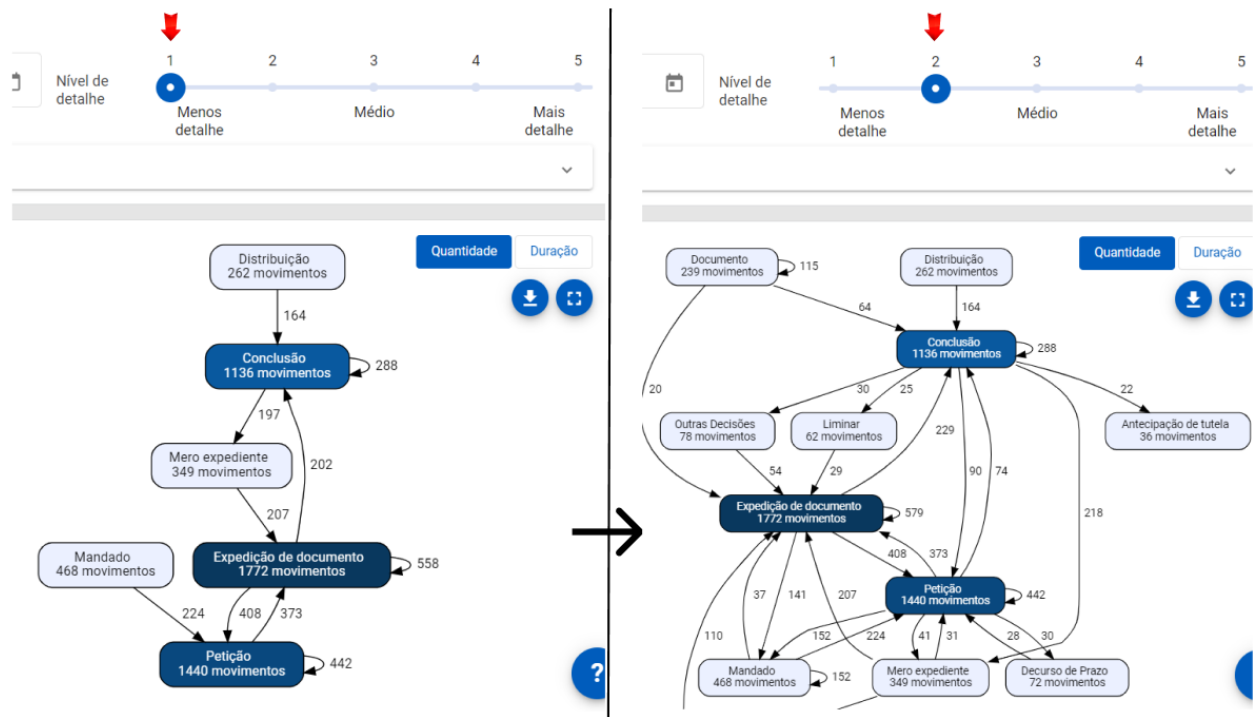 1 2 3 4 5
Nível de
detalhe
Menos
detalhe
Médio
Mais
detalhe
Quantidade Duração
Distribuição
262 movimentos
164
Conclusão
1136 movimentos
288
197
Mero expediente
349 movimentos
202
207
Mandado
468 movimentos
Expedição de documento
1772 movimentos
558
224 408 373
Petição
1440 movimentos
442
?
1 2 3 4 5
Nível de
detalhe
Menos
detalhe
Médio
Mais
detalhe
Quantidade Duração
Documento
239 movimentos
115
Distribuição
262 movimentos
64
164
Conclusão
1136 movimentos
288
20
30 25 22
Outras Decisões
78 movimentos
Liminar
62 movimentos
Antecipação de tutela
36 movimentos
229
54 29 90 74
Expedição de documento
1772 movimentos
579
218
408 373
37 141 207
Petição
1440 movimentos
442
110 152 224 41 31 28 30
Mandado
468 movimentos
152
Mero expediente
349 movimentos
Decurso de Prazo
72 movimentos